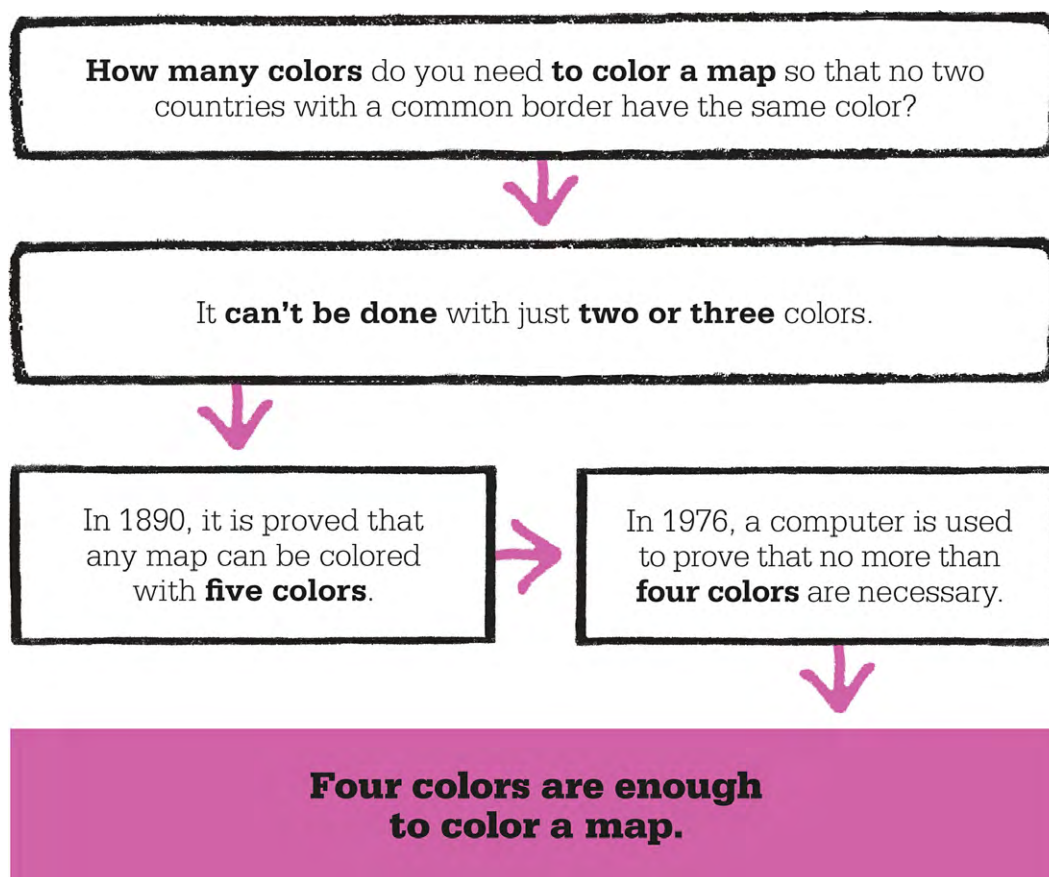 How many colors do you need to color a map so that no two
countries with a common border have the same color?
It can’t be done with just two or three colors.
In 1890, it is proved that
any map can be colored
with five colors.
In 1976, a computer is used
to prove that no more than
four colors are necessary.
Four colors are enough
to color a map.